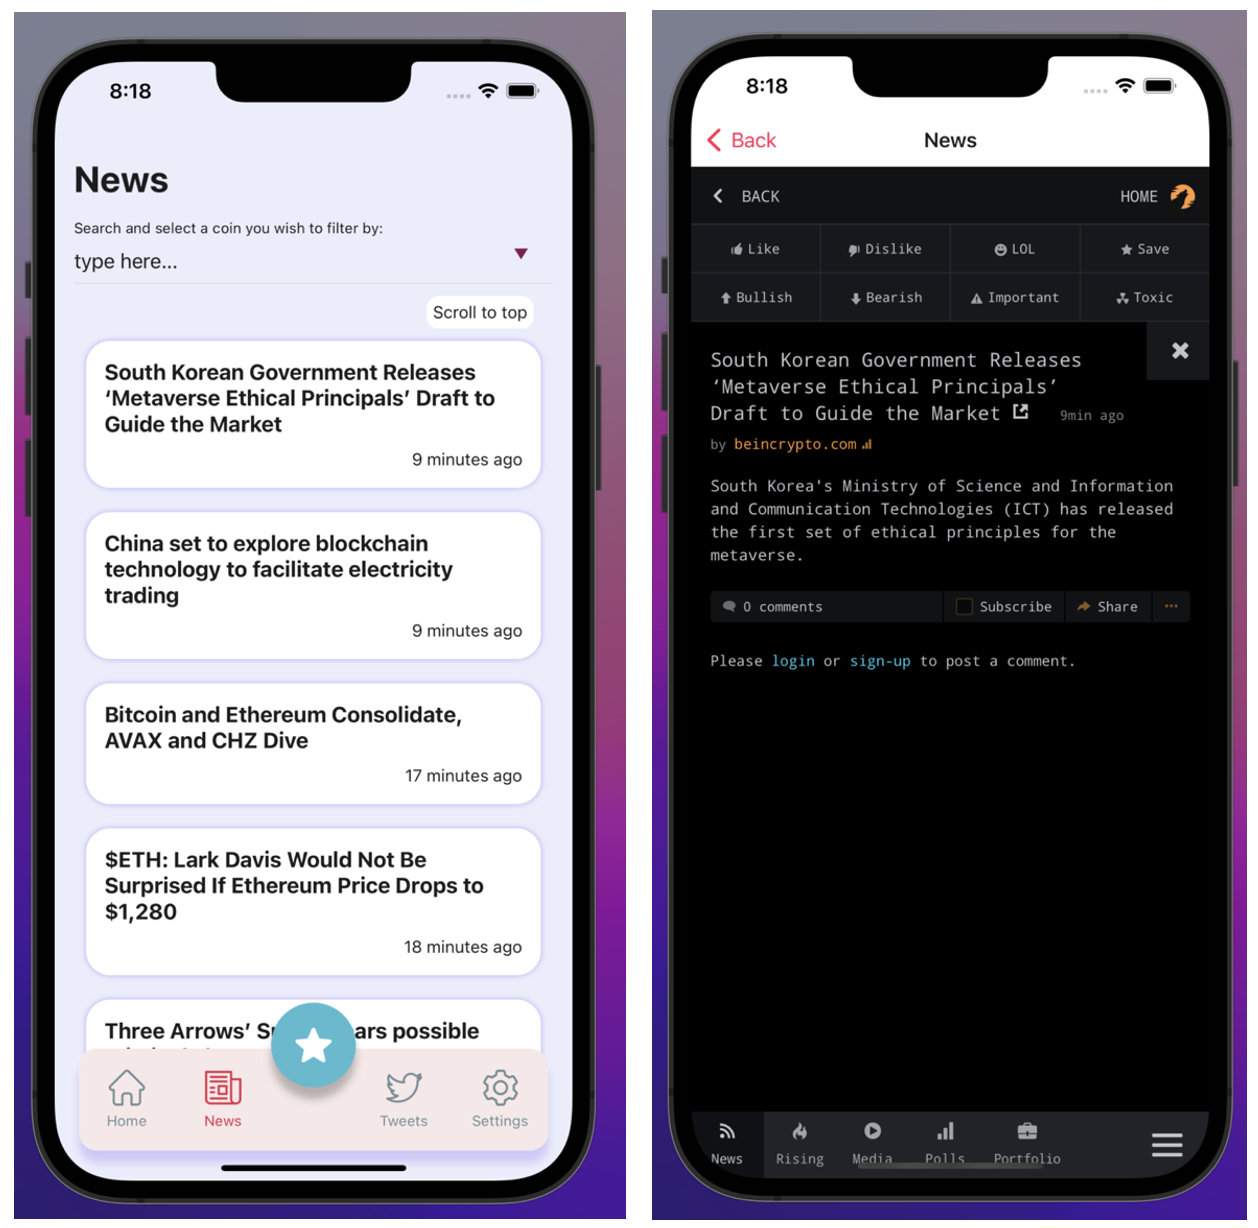 8:18
News
Search and select a coin you wish to filter by:
type here...
Scroll to top
South Korean Government Releases
‘Metaverse Ethical Principals’ Draft to
Guide the Market
9 minutes ago
China set to explore blockchain
technology to facilitate electricity
trading
9 minutes ago
Bitcoin and Ethereum Consolidate,
AVAX and CHZ Dive
17 minutes ago
$ETH: Lark Davis Would Not Be
Surprised If Ethereum Price Drops to
$1,280
18 minutes ago
Three Arrows’ possible
Home News Tweets Settings
8:18
Back News
BACK HOME
Like Dislike LOL Save
Bullish Bearish Important Toxic
South Korean Government Releases
‘Metaverse Ethical Principals’
Draft to Guide the Market 9min ago
by beincrypto.com
South Korea's Ministry of Science and Information
and Communication Technologies (ICT) has released
the first set of ethical principles for the
metaverse.
0 comments Subscribe Share
Please login or sign-up to post a comment.
News Rising Media Polls Portfolio